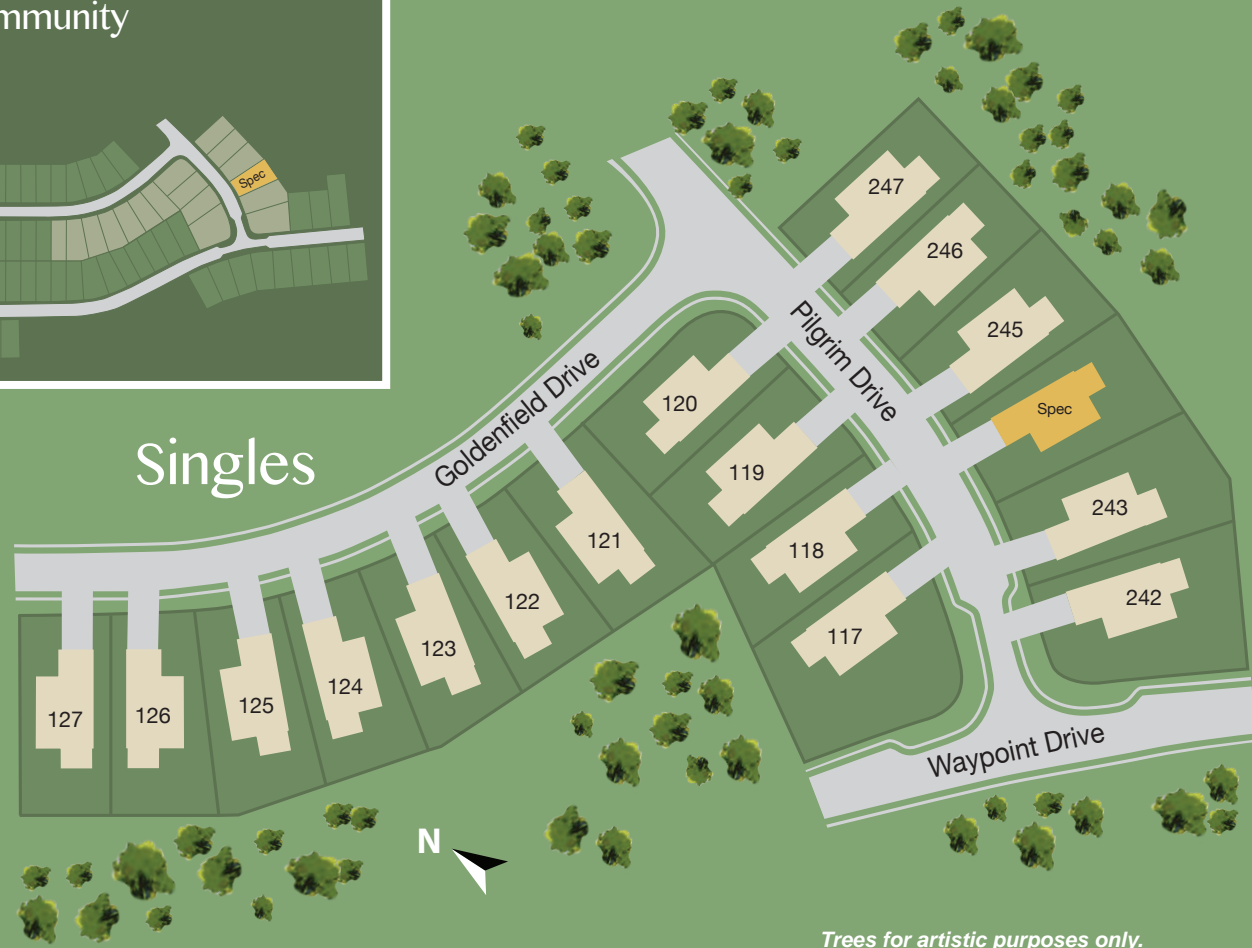 mmunity
Spec
247
246
245
Spec
243
242
Pilgrim Drive
120
119
118
117
Goldenfield Drive
Singles
121
122
123
124
125
126
127
Waypoint Drive
N
Trees for artistic purposes only.